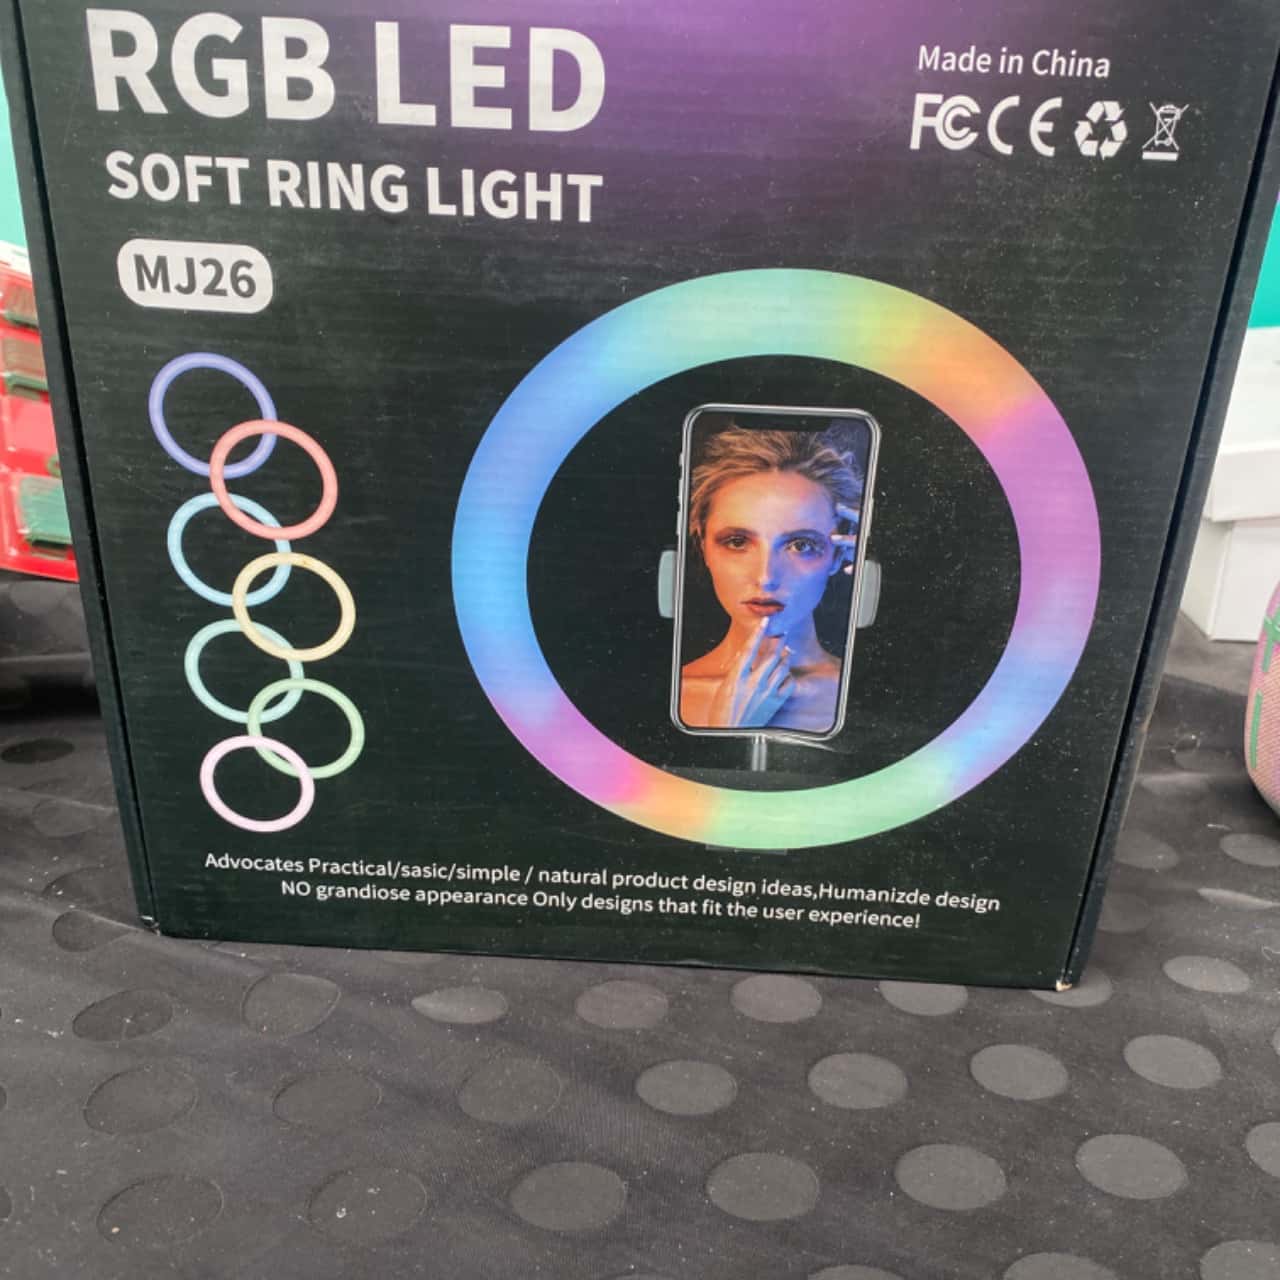 RGB LED
Made in China
FC CE
SOFT RING LIGHT
MJ26
Advocates Practical/sasic/simple / natural product design ideas,Humanizde design
NO grandiose appearance Only designs that fit the user experience!